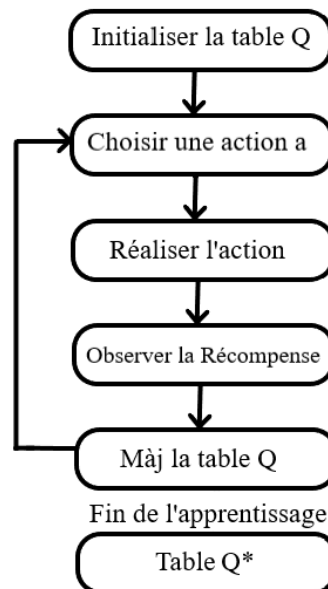 Initialiser la table Q
Choisir une action a
Réaliser l'action
Observer la Récompense
Màj la table Q
Fin de l'apprentissage
Table Q*